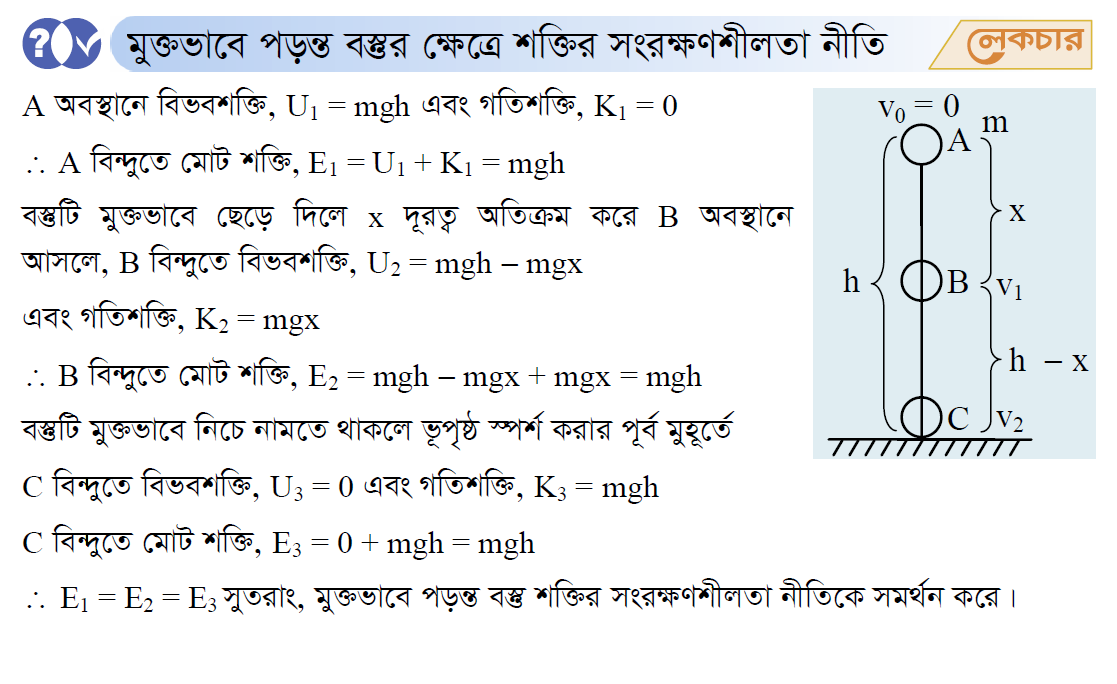 মুক্তভাবে পড়ন্ত বস্তুর ক্ষেত্রে শক্তির সংরক্ষণশীলতা নীতি
লেকচার
A অবস্থানে বিভবশক্তি, U₁ = mgh এবং গতিশক্তি, K₁ = 0
∴ A বিন্দুতে মোট শক্তি, E₁ = U₁ + K₁ = mgh
বস্তুটি মুক্তভাবে ছেড়ে দিলে x দূরত্ব অতিক্রম করে B অবস্থানে
আসলে, B বিন্দুতে বিভবশক্তি, U₂ = mgh – mgx
এবং গতিশক্তি, K₂ = mgx
∴ B বিন্দুতে মোট শক্তি, E₂ = mgh – mgx + mgx = mgh
বস্তুটি মুক্তভাবে নিচে নামতে থাকলে ভূপৃষ্ঠ স্পর্শ করার পূর্ব মুহূর্তে
C বিন্দুতে বিভবশক্তি, U₃ = 0 এবং গতিশক্তি, K₃ = mgh
C বিন্দুতে মোট শক্তি, E₃ = 0 + mgh = mgh
∴ E₁ = E₂ = E₃ সুতরাং, মুক্তভাবে পড়ন্ত বস্তু শক্তির সংরক্ষণশীলতা নীতিকে সমর্থন করে।
v₀ = 0
A m
x
h
B v₁
h – x
C v₂